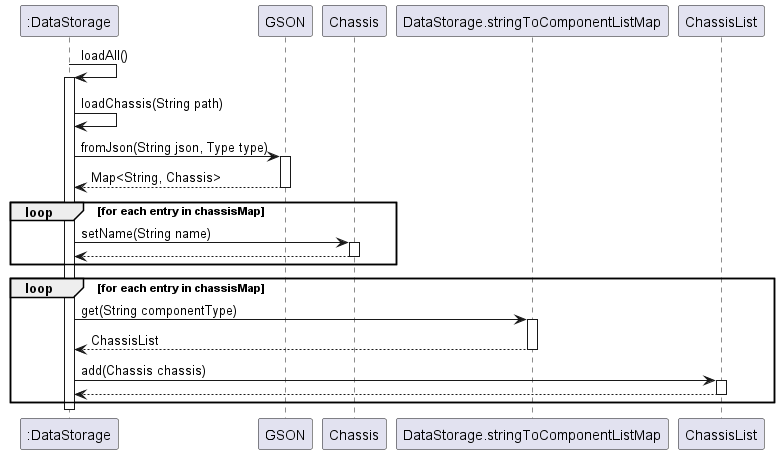 :DataStorage
GSON
Chassis
DataStorage.stringToComponentListMap
ChassisList
loadAll()
loadChassis(String path)
fromJson(String json, Type type)
Map<String, Chassis>
loop [for each entry in chassisMap]
setName(String name)
loop [for each entry in chassisMap]
get(String componentType)
ChassisList
add(Chassis chassis)
:DataStorage
GSON
Chassis
DataStorage.stringToComponentListMap
ChassisList